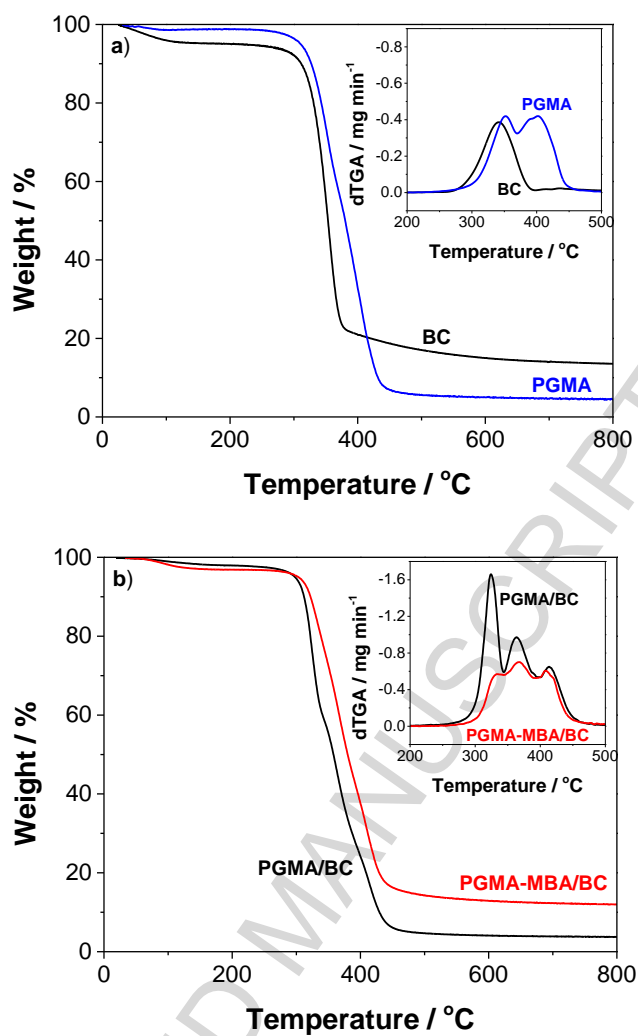 a)
Weight / %
100
80
60
40
20
0
0 200 400 600 800
Temperature / °C
BC
PGMA
dTGA / mg min⁻¹
-0.8
-0.6
-0.4
-0.2
0.0
PGMA
BC
200 300 400 500
Temperature / °C
b)
Weight / %
100
80
60
40
20
0
0 200 400 600 800
Temperature / °C
PGMA/BC
PGMA-MBA/BC
dTGA / mg min⁻¹
-1.6
-1.2
-0.8
-0.4
0.0
PGMA/BC
PGMA-MBA/BC
200 300 400 500
Temperature / °C
D MANUSCRIPT